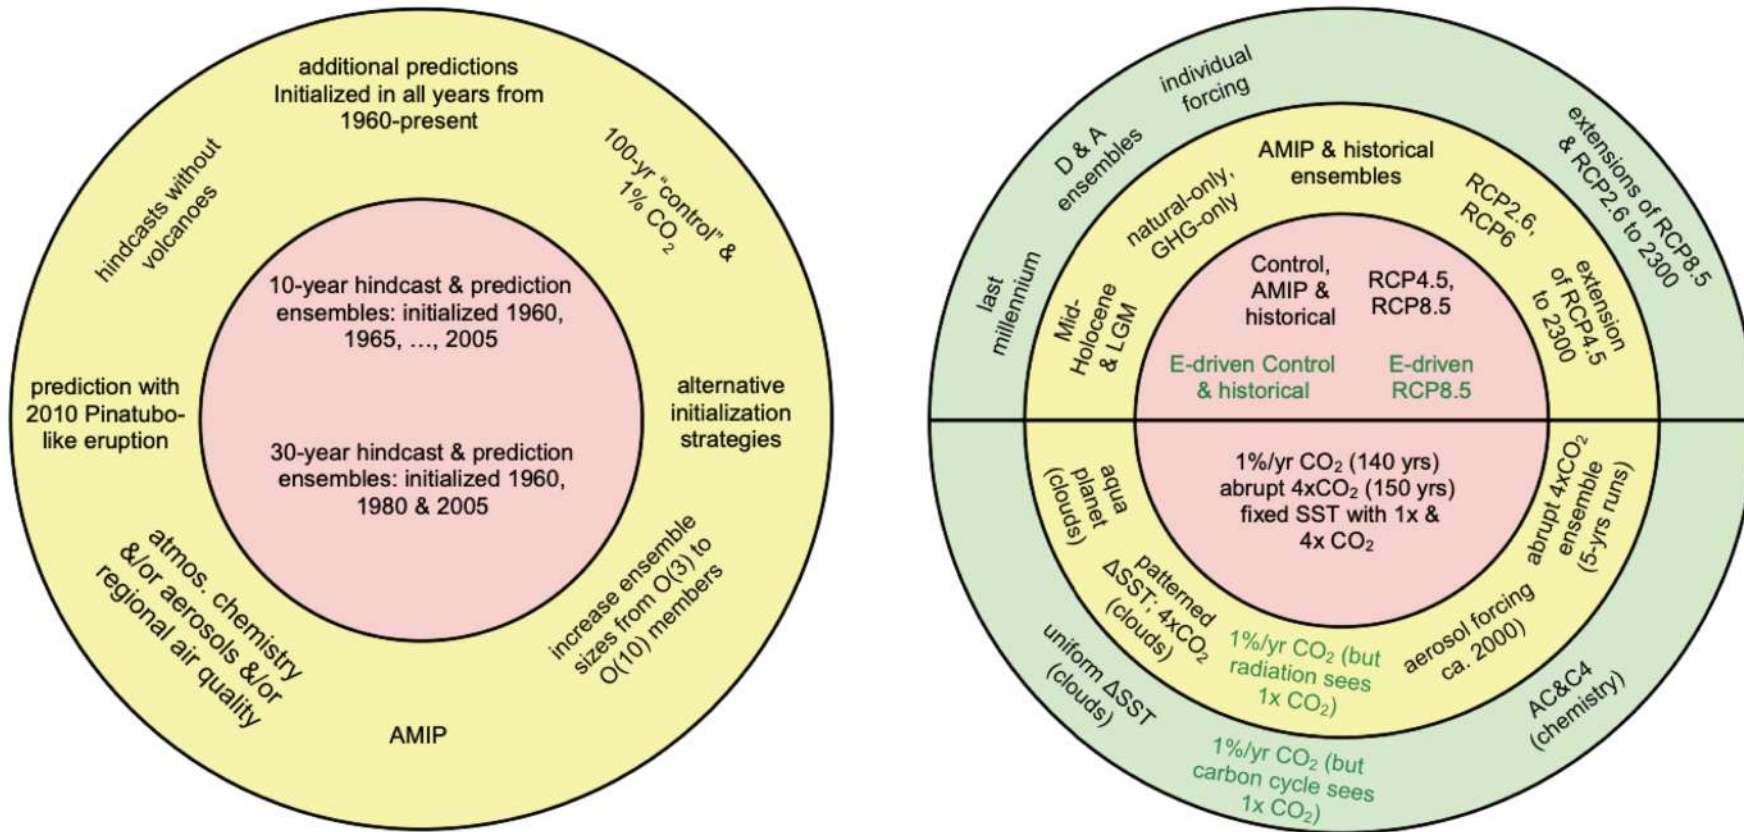 additional predictions
Initialized in all years from
1960-present
hindcasts without
volcanoes
100-yr "control" &
1% CO₂
10-year hindcast & prediction
ensembles: initialized 1960,
1965, …, 2005
prediction with
2010 Pinatubo-
like eruption
alternative
initialization
strategies
30-year hindcast & prediction
ensembles: initialized 1960,
1980 & 2005
atmos. chemistry
&/or aerosols &/or
regional air quality
increase ensemble
sizes from O(3) to
O(10) members
AMIP
individual
forcing
D & A
ensembles
last
millennium
extensions of RCP8.5
& RCP2.6 to 2300
AMIP & historical
ensembles
natural-only,
GHG-only
RCP2.6,
RCP6
Mid-
Holocene
& LGM
extension
of RCP4.5
to 2300
Control,
AMIP &
historical
RCP4.5,
RCP8.5
E-driven Control
& historical
E-driven
RCP8.5
1%/yr CO₂ (140 yrs)
abrupt 4xCO₂ (150 yrs)
fixed SST with 1x &
4x CO₂
aqua
planet
(clouds)
abrupt 4xCO₂
ensemble
(5-yrs runs)
patterned
ΔSST; 4xCO₂
(clouds)
aerosol forcing
ca. 2000)
1%/yr CO₂ (but
radiation sees
1x CO₂)
uniform ΔSST
(clouds)
AC&C4
(chemistry)
1%/yr CO₂ (but
carbon cycle sees
1x CO₂)